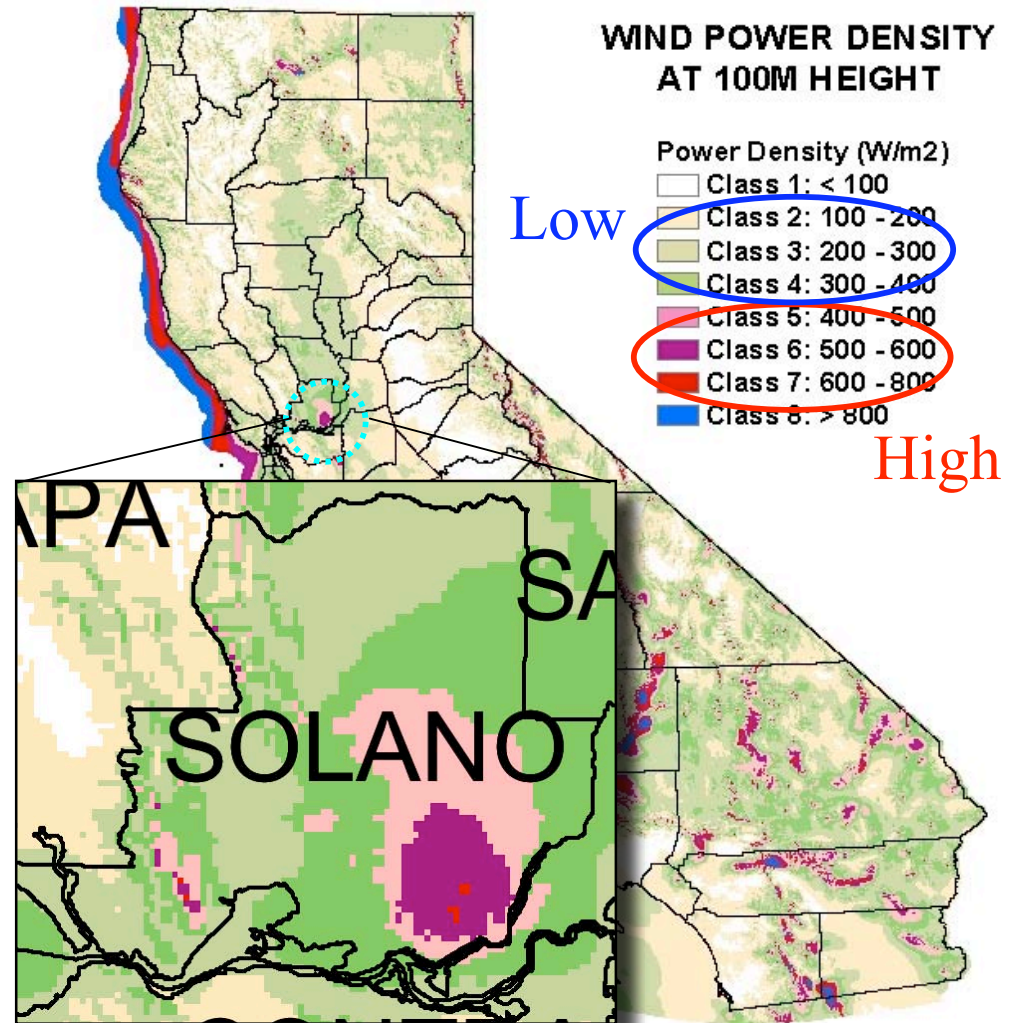 WIND POWER DENSITY
AT 100M HEIGHT
Power Density (W/m2)
Class 1: < 100
Low
Class 2: 100 - 200
Class 3: 200 - 300
Class 4: 300 - 400
Class 5: 400 - 500
Class 6: 500 - 600
Class 7: 600 - 800
Class 8: > 800
High
APA
SA
SOLANO